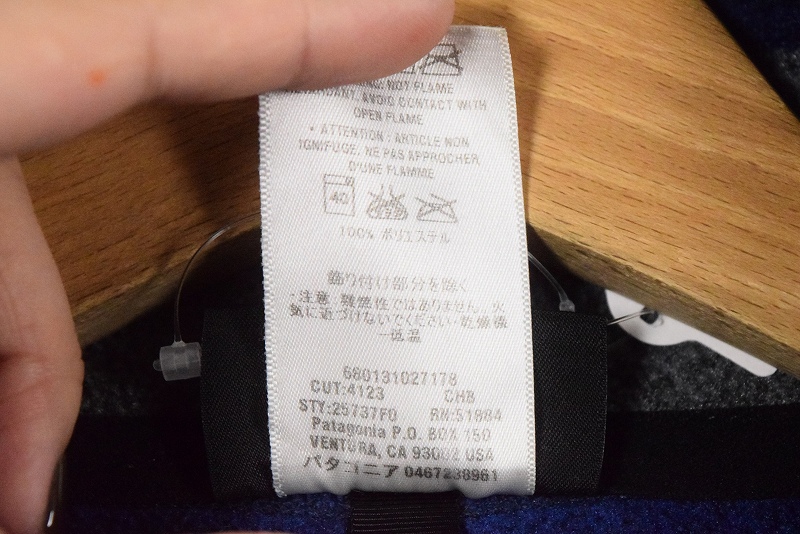 NOT FLAME
AVOID CONTACT WITH
OPEN FLAME
• ATTENTION : ARTICLE NON
IGNIFUGE. NE PAS APPROCHER
D'UNE FLAMME
40
100% ポリエステル
飾り付け部分を除く
・注意:難燃性ではありません。火
気に近づけないでください・乾燥機
―低温
680131027178
CUT:4123 CHB
STY:25737F0 RN:51884
Patagonia P.O. BOX 150
VENTURA, CA 93002 USA
パタゴニア 0467238961